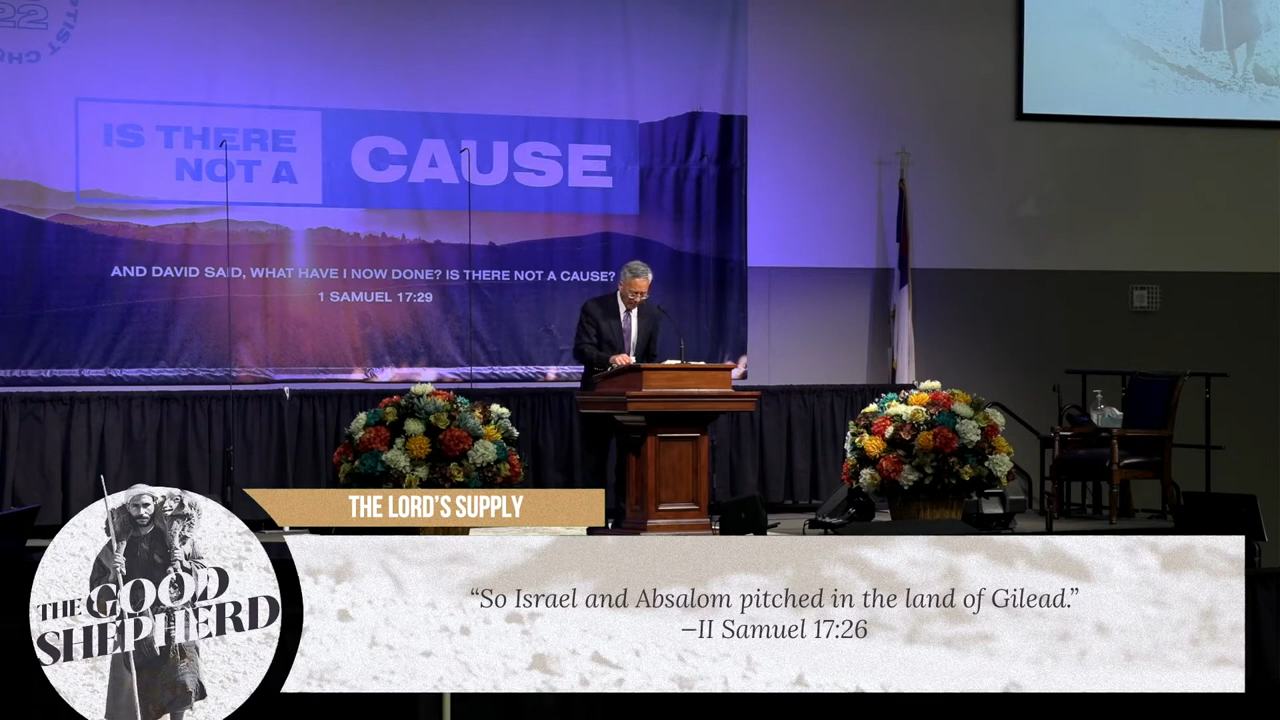 22
IS THERE
NOT A
CAUSE
AND DAVID SAID, WHAT HAVE I NOW DONE? IS THERE NOT A CAUSE?
1 SAMUEL 17:29
THE LORD'S SUPPLY
THE GOOD
SHEPHERD
“So Israel and Absalom pitched in the land of Gilead.”
–II Samuel 17:26